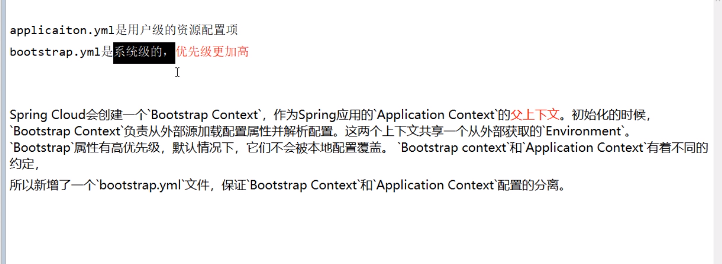 applicaiton.yml是用户级的资源配置项
bootstrap.yml是系统级的，优先级更加高
Spring Cloud会创建一个`Bootstrap Context`，作为Spring应用的`Application Context`的父上下文。初始化的时候，
`Bootstrap Context`负责从外部源加载配置属性并解析配置。这两个上下文共享一个从外部获取的`Environment`。
`Bootstrap`属性有高优先级，默认情况下，它们不会被本地配置覆盖。 `Bootstrap context`和`Application Context`有着不同的
约定，
所以新增了一个`bootstrap.yml`文件，保证`Bootstrap Context`和`Application Context`配置的分离。